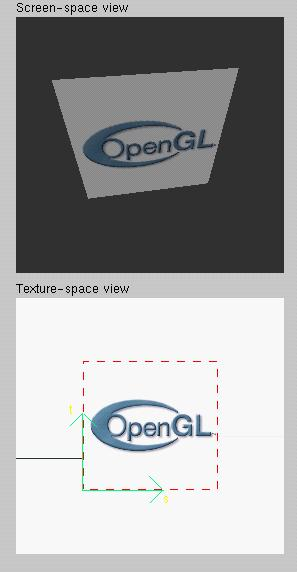 Screen-space view
OpenGL
Texture-space view
t
OpenGL
s